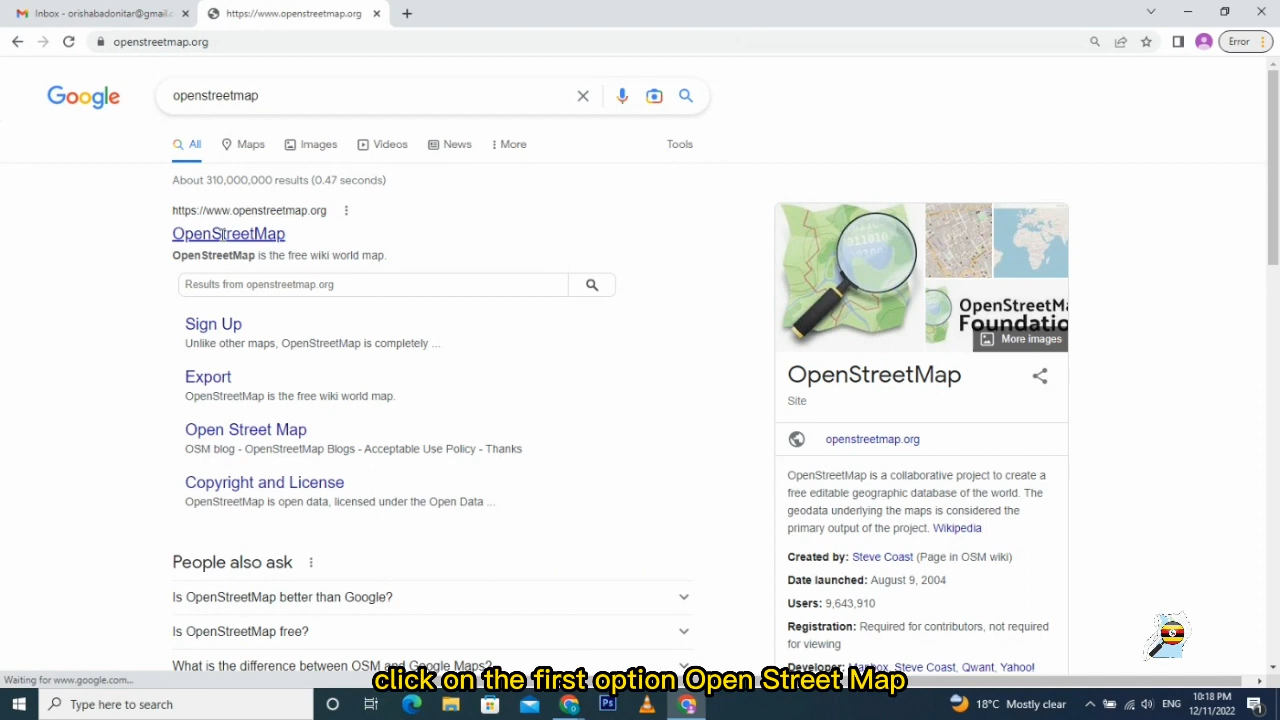 Inbox - orishabadonitar@gmail.c
https://www.openstreetmap.org
openstreetmap.org
Error
Google
openstreetmap
All
Maps
Images
Videos
News
More
Tools
About 310,000,000 results (0.47 seconds)
https://www.openstreetmap.org
OpenStreetMap
OpenStreetMap is the free wiki world map.
Results from openstreetmap.org
Sign Up
Unlike other maps, OpenStreetMap is completely ...
Export
OpenStreetMap is the free wiki world map.
Open Street Map
OSM blog - OpenStreetMap Blogs - Acceptable Use Policy - Thanks
Copyright and License
OpenStreetMap is open data, licensed under the Open Data ...
People also ask
Is OpenStreetMap better than Google?
Is OpenStreetMap free?
What is the difference between OSM and Google Maps?
OpenStreetMa
Foundatio
More images
OpenStreetMap
Site
openstreetmap.org
OpenStreetMap is a collaborative project to create a
free editable geographic database of the world. The
geodata underlying the maps is considered the
primary output of the project. Wikipedia
Created by: Steve Coast (Page in OSM wiki)
Date launched: August 9, 2004
Users: 9,643,910
Registration: Required for contributors, not required
for viewing
Developer: Mapbox, Steve Coast, Qwant, Yahoo!
Waiting for www.google.com...
click on the first option Open Street Map
Type here to search
Ps
18°C Mostly clear
ENG
10:18 PM
12/11/2022